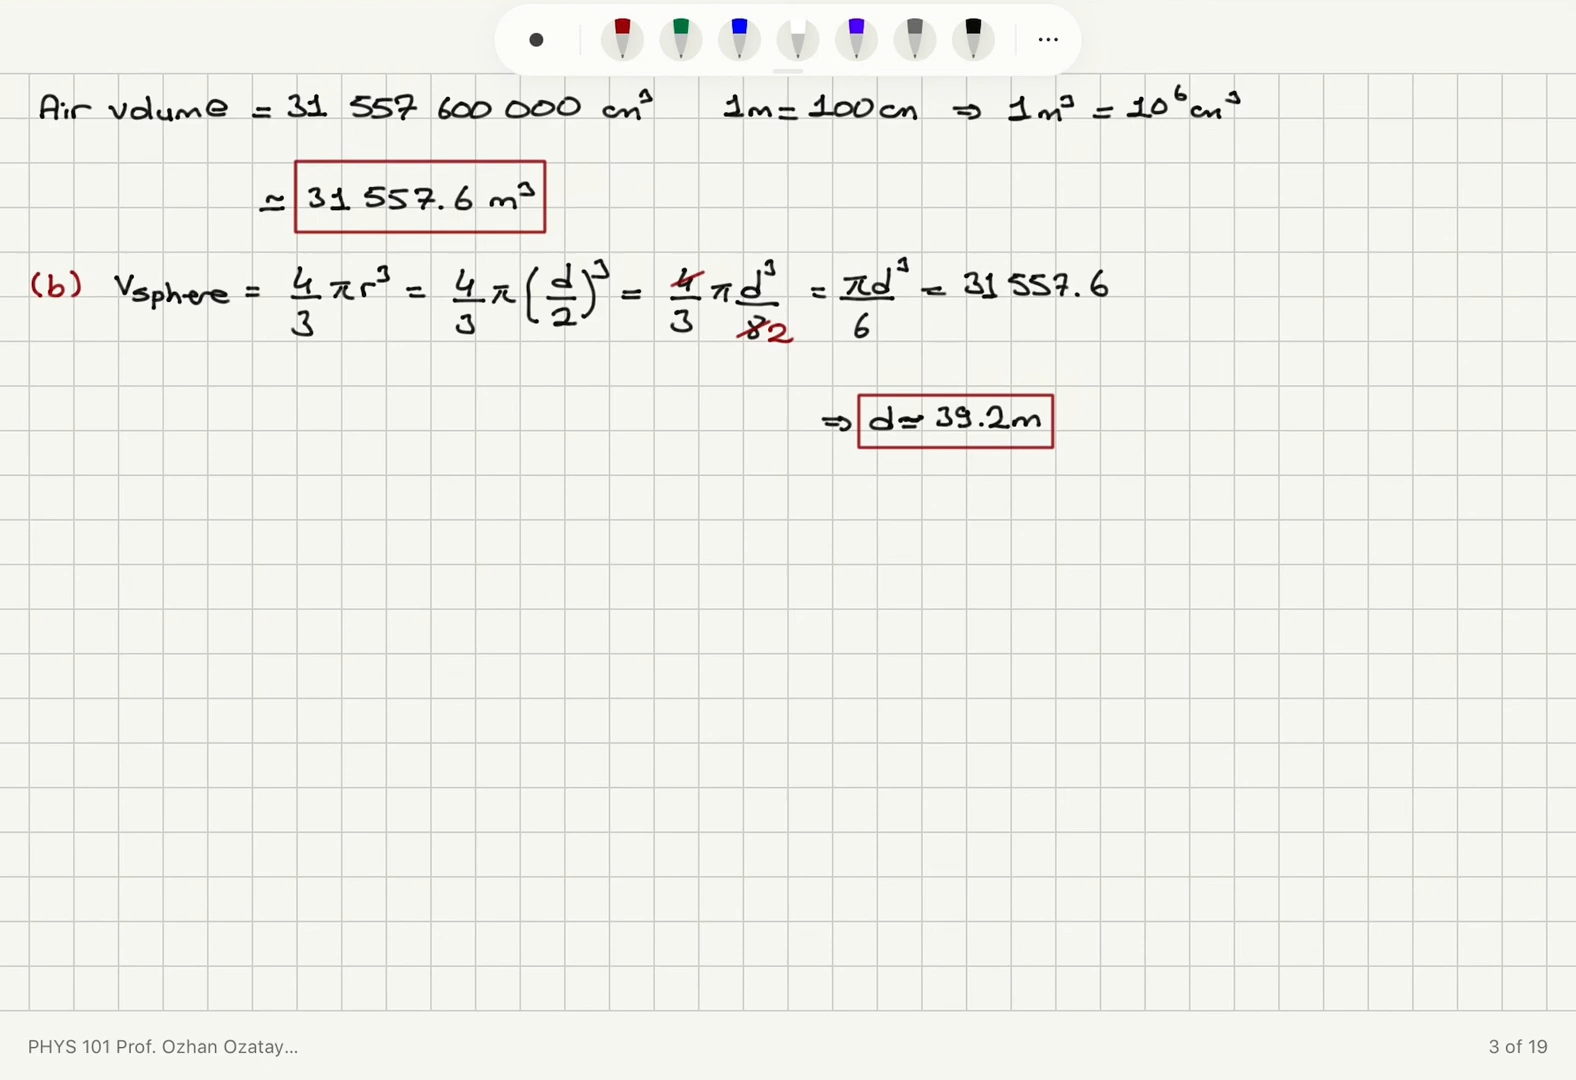 Air volume = 31 557 600 000 cm³ 1m = 100cm ⇒ 1m³ = 10⁶cm³
≃ 31 557.6 m³
(b) Vsphere = 4/3 πr³ = 4/3 π(d/2)³ = 4/3 π d³/8 2 = πd³/6 = 31 557.6
⇒ d ≃ 39.2m
PHYS 101 Prof. Ozhan Ozatay...
3 of 19